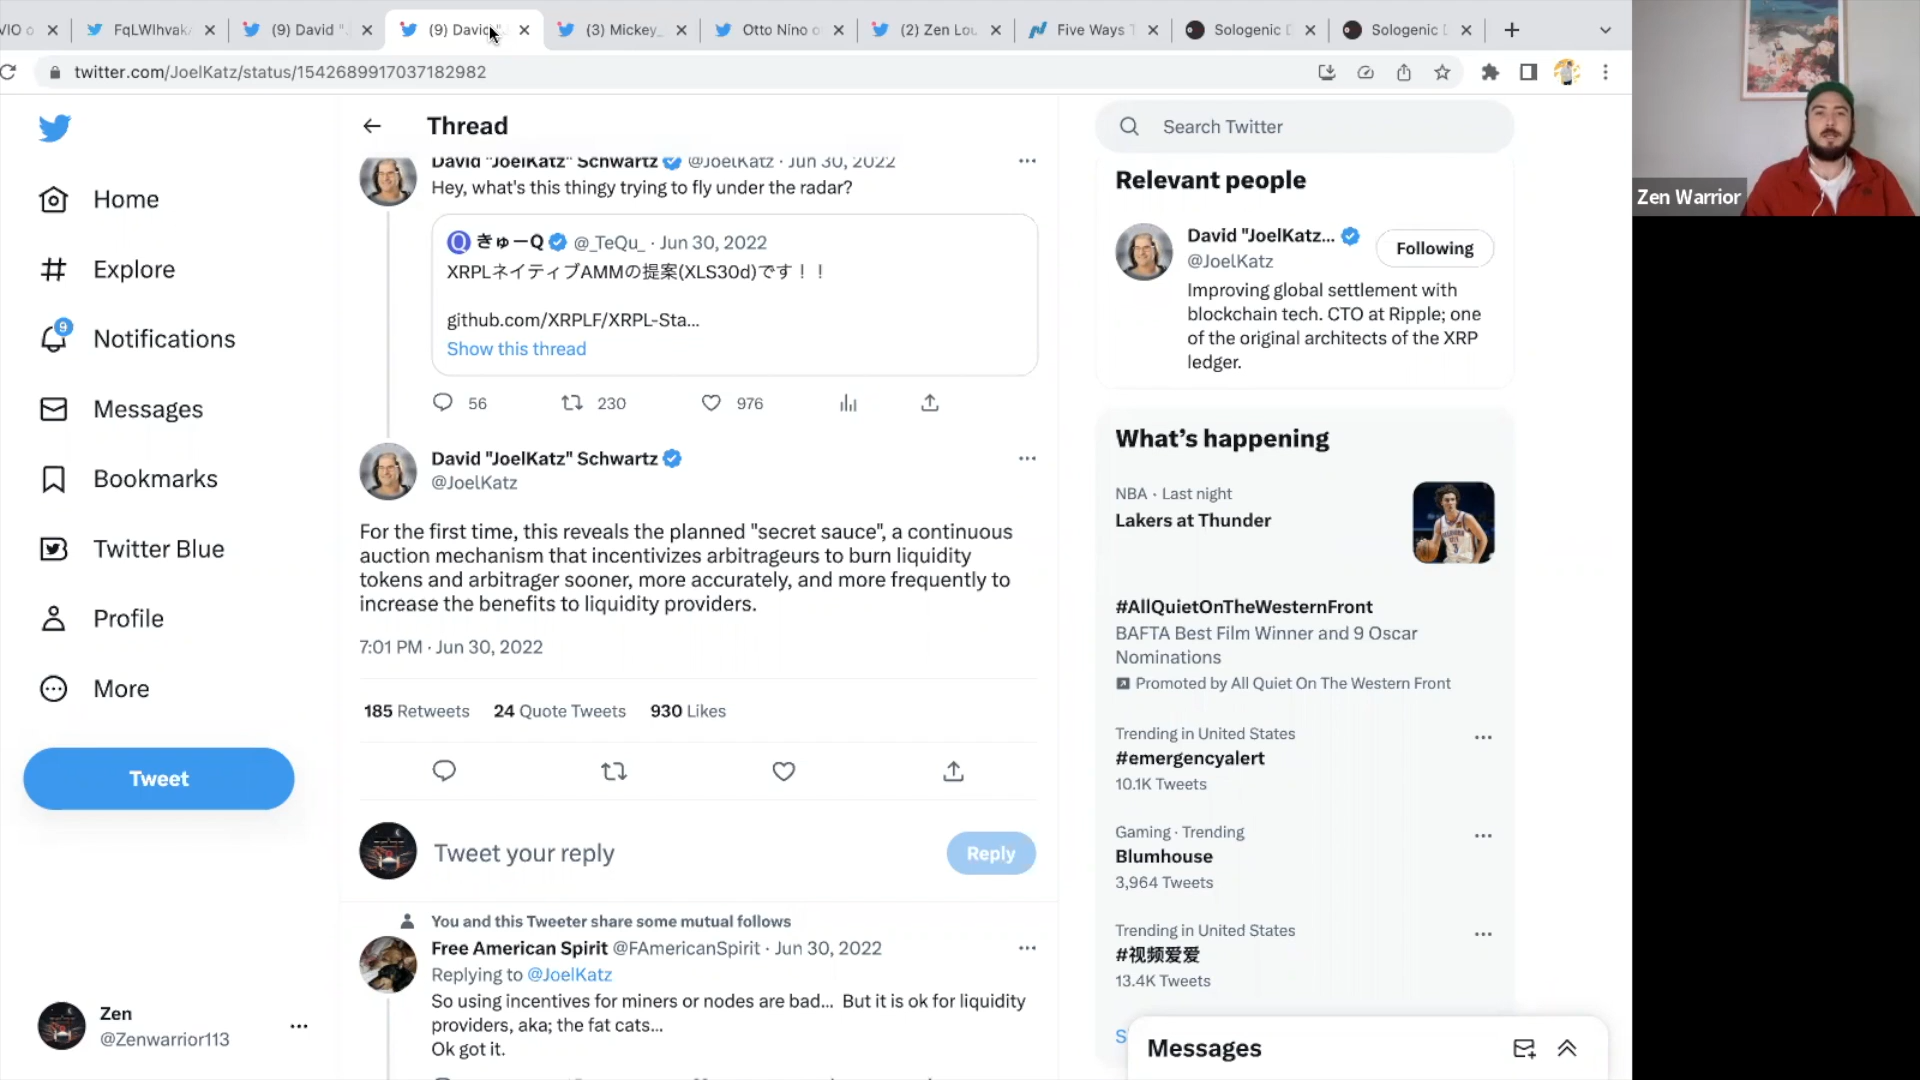 VIO o
FqLWIhvak
(9) David "
(9) David
(3) Mickey_
Otto Nino o
(2) Zen Lou
Five Ways T
Sologenic D
Sologenic D
twitter.com/JoelKatz/status/1542689917037182982
Zen Warrior
Home
Explore
9
Notifications
Messages
Bookmarks
Twitter Blue
Profile
More
Tweet
Zen
@Zenwarrior113
Thread
David "JoelKatz" Schwartz @JoelKatz · Jun 30, 2022
Hey, what's this thingy trying to fly under the radar?
きゅーQ @_TeQu_ · Jun 30, 2022
XRPLネイティブAMMの提案(XLS30d)です！！
github.com/XRPLF/XRPL-Sta...
Show this thread
56 230 976
David "JoelKatz" Schwartz
@JoelKatz
For the first time, this reveals the planned "secret sauce", a continuous
auction mechanism that incentivizes arbitrageurs to burn liquidity
tokens and arbitrager sooner, more accurately, and more frequently to
increase the benefits to liquidity providers.
7:01 PM · Jun 30, 2022
185 Retweets 24 Quote Tweets 930 Likes
Tweet your reply
Reply
You and this Tweeter share some mutual follows
Free American Spirit @FAmericanSpirit · Jun 30, 2022
Replying to @JoelKatz
So using incentives for miners or nodes are bad... But it is ok for liquidity
providers, aka; the fat cats...
Ok got it.
Search Twitter
Relevant people
David "JoelKatz...
@JoelKatz
Following
Improving global settlement with
blockchain tech. CTO at Ripple; one
of the original architects of the XRP
ledger.
What's happening
NBA · Last night
Lakers at Thunder
#AllQuietOnTheWesternFront
BAFTA Best Film Winner and 9 Oscar
Nominations
Promoted by All Quiet On The Western Front
Trending in United States
#emergencyalert
10.1K Tweets
Gaming · Trending
Blumhouse
3,964 Tweets
Trending in United States
#视频爱爱
13.4K Tweets
S
Messages